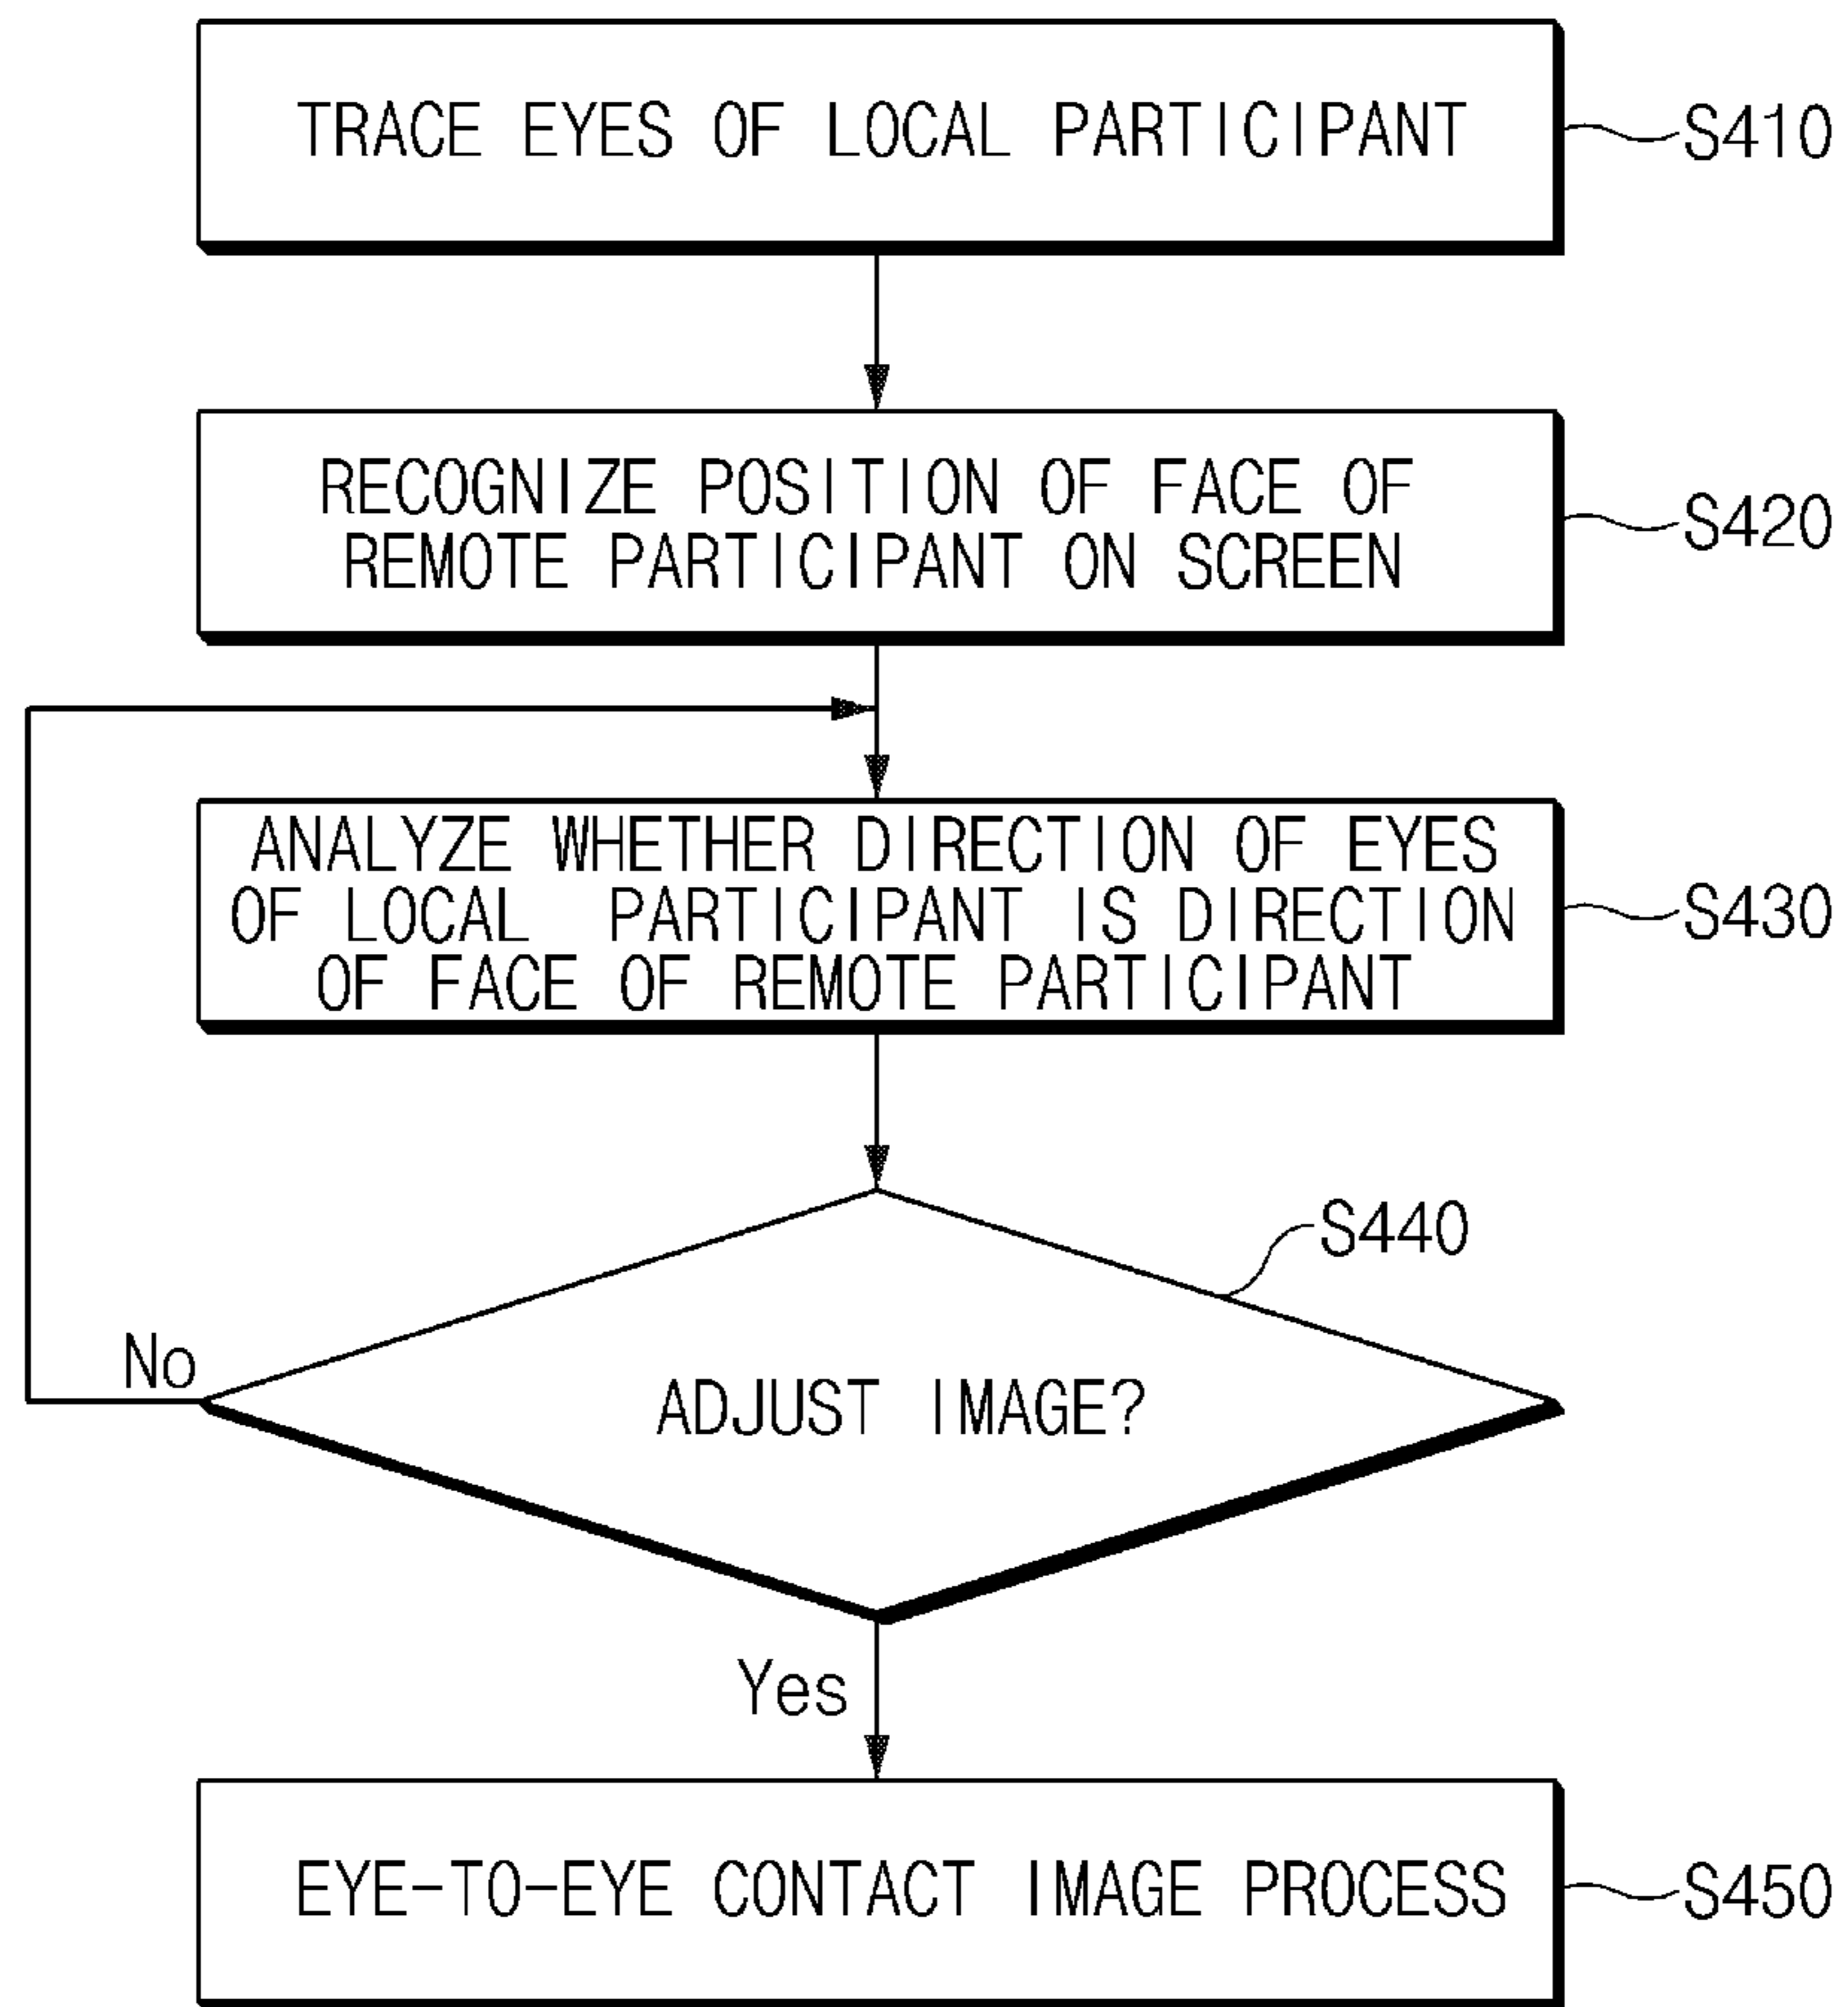 TRACE EYES OF LOCAL PARTICIPANT
S410
RECOGNIZE POSITION OF FACE OF
REMOTE PARTICIPANT ON SCREEN
S420
ANALYZE WHETHER DIRECTION OF EYES
OF LOCAL PARTICIPANT IS DIRECTION
OF FACE OF REMOTE PARTICIPANT
S430
S440
No
ADJUST IMAGE?
Yes
EYE-TO-EYE CONTACT IMAGE PROCESS
S450